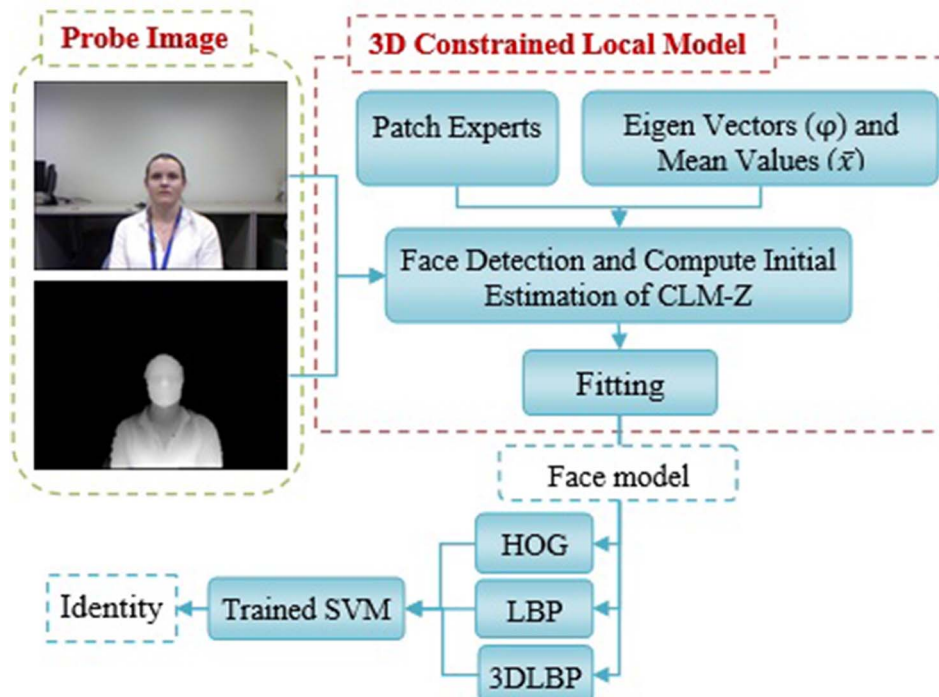 Probe Image
3D Constrained Local Model
Patch Experts
Eigen Vectors (φ) and
Mean Values (x̄)
Face Detection and Compute Initial
Estimation of CLM-Z
Fitting
Face model
HOG
LBP
3DLBP
Trained SVM
Identity